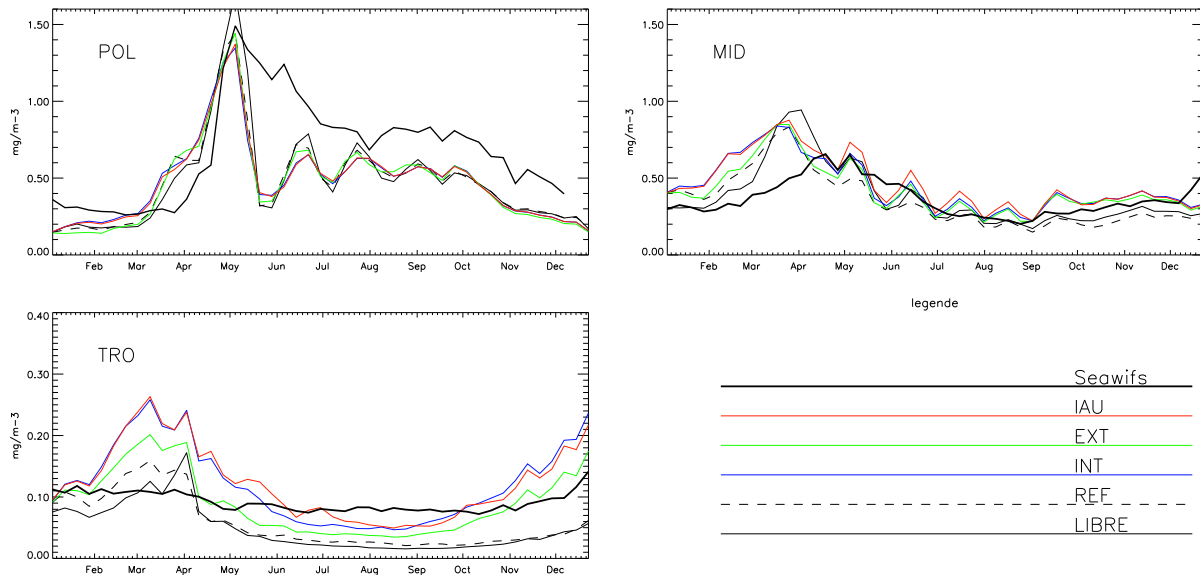 POL
1.50
1.00
0.50
0.00
mg/m-3
Feb Mar Apr May Jun Jul Aug Sep Oct Nov Dec
MID
1.50
1.00
0.50
0.00
mg/m-3
Feb Mar Apr May Jun Jul Aug Sep Oct Nov Dec
TRO
0.40
0.30
0.20
0.10
0.00
mg/m-3
Feb Mar Apr May Jun Jul Aug Sep Oct Nov Dec
legende
Seawifs
IAU
EXT
INT
REF
LIBRE